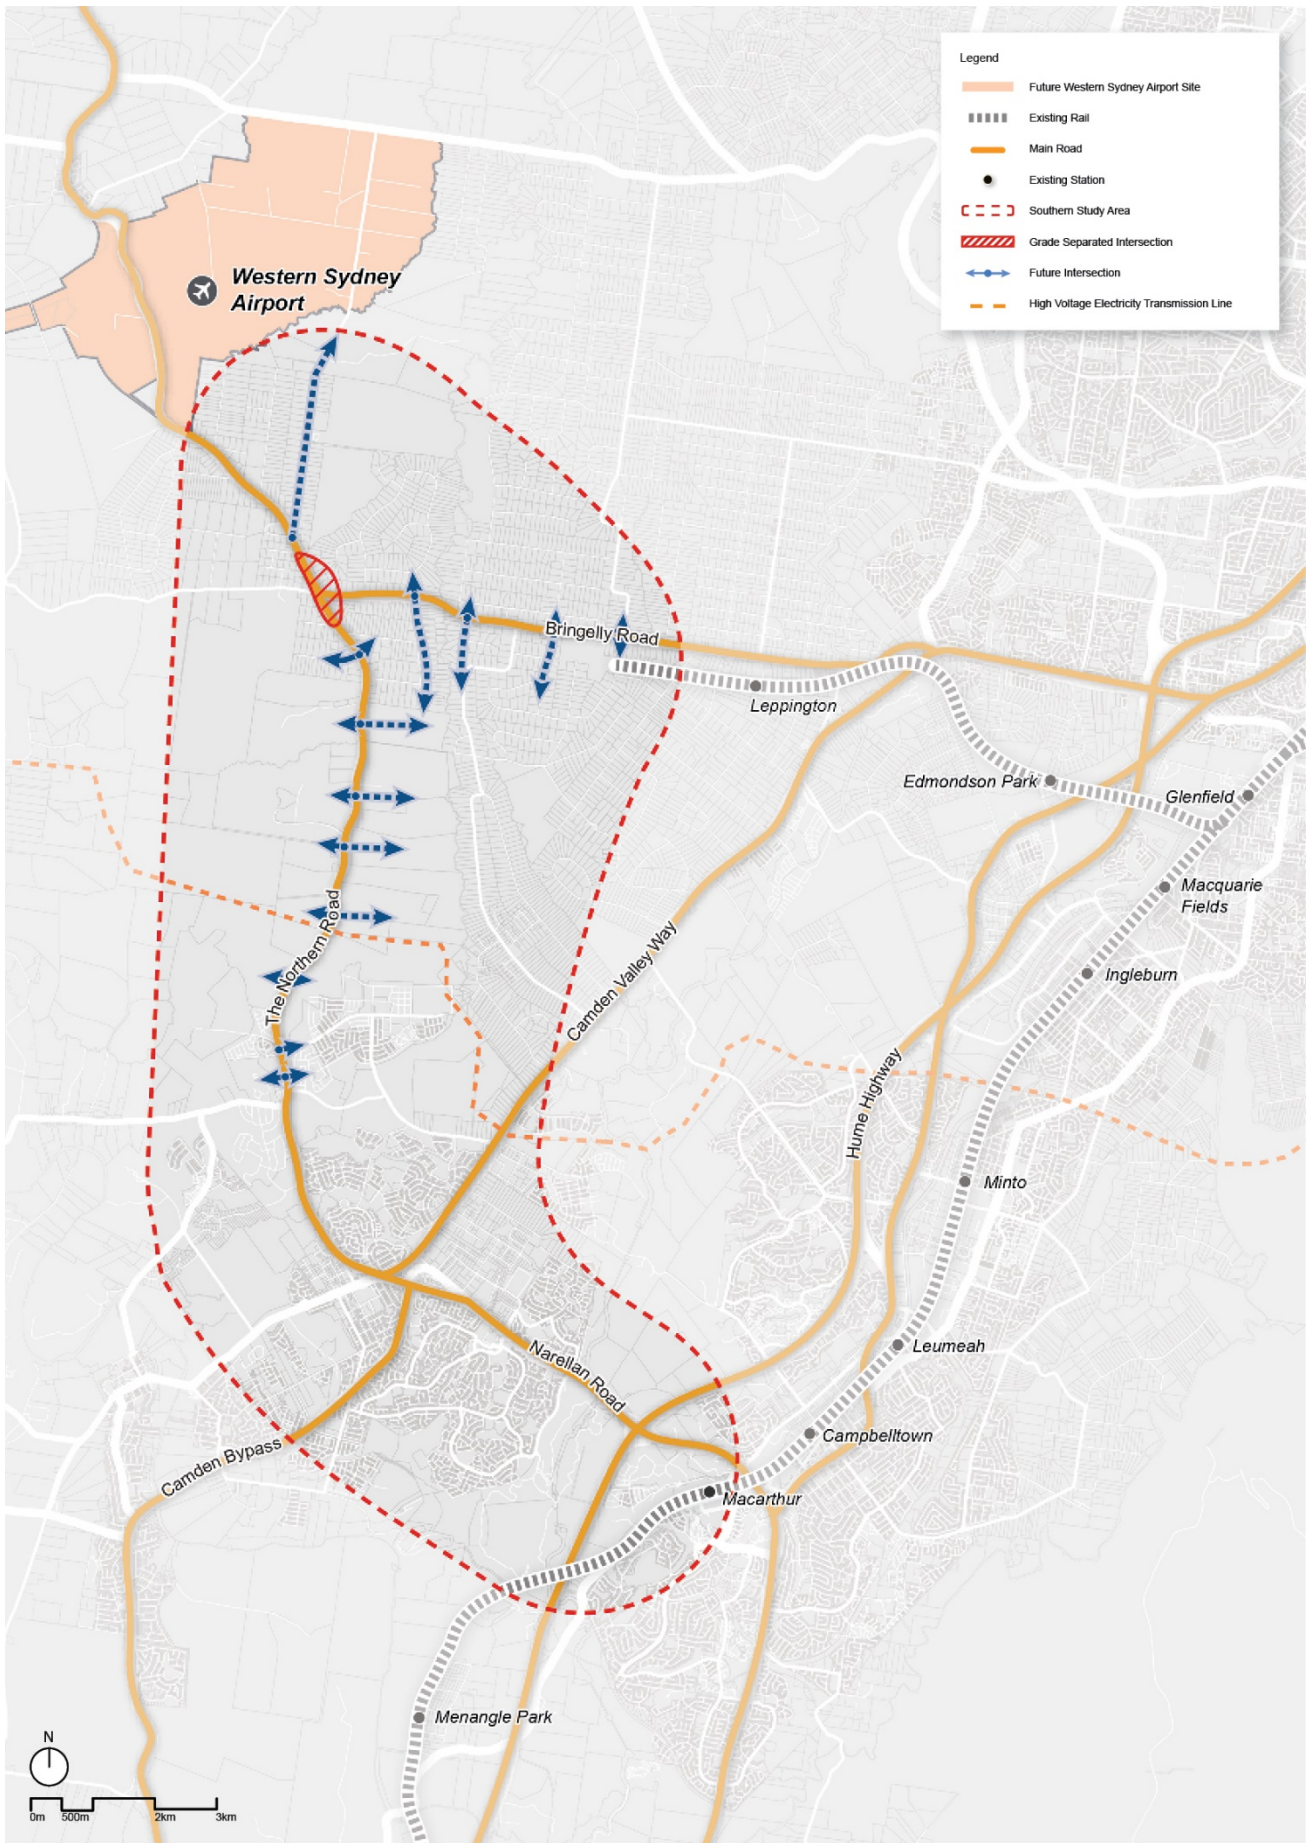 Legend
Future Western Sydney Airport Site
Existing Rail
Main Road
Existing Station
Southern Study Area
Grade Separated Intersection
Future Intersection
High Voltage Electricity Transmission Line
Western Sydney
Airport
Bringelly Road
Leppington
Edmondson Park
Glenfield
Macquarie
Fields
The Northern Road
Camden Valley Way
Ingleburn
Hume Highway
Minto
Leumeah
Narellan Road
Campbelltown
Camden Bypass
Macarthur
Menangle Park
N
0m 500m 2km 3km